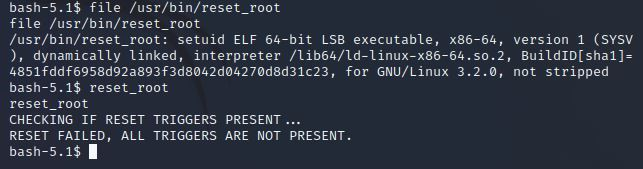 bash-5.1$ file /usr/bin/reset_root
file /usr/bin/reset_root
/usr/bin/reset_root: setuid ELF 64-bit LSB executable, x86-64, version 1 (SYSV
), dynamically linked, interpreter /lib64/ld-linux-x86-64.so.2, BuildID[sha1]=
4851fddf6958d92a893f3d8042d04270d8d31c23, for GNU/Linux 3.2.0, not stripped
bash-5.1$ reset_root
reset_root
CHECKING IF RESET TRIGGERS PRESENT...
RESET FAILED, ALL TRIGGERS ARE NOT PRESENT.
bash-5.1$